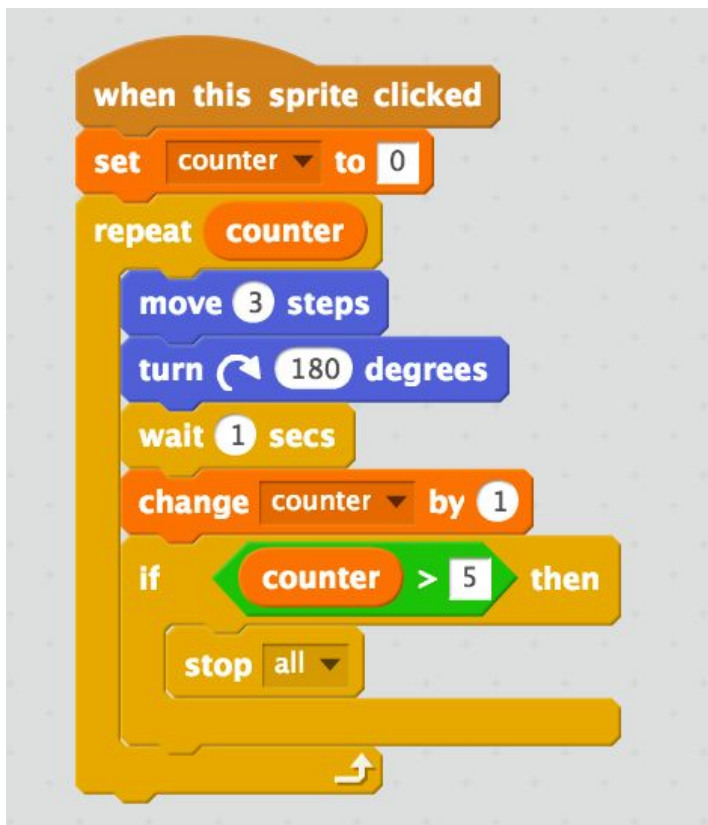 when this sprite clicked
set counter to 0
repeat counter
move 3 steps
turn 180 degrees
wait 1 secs
change counter by 1
if counter > 5 then
stop all